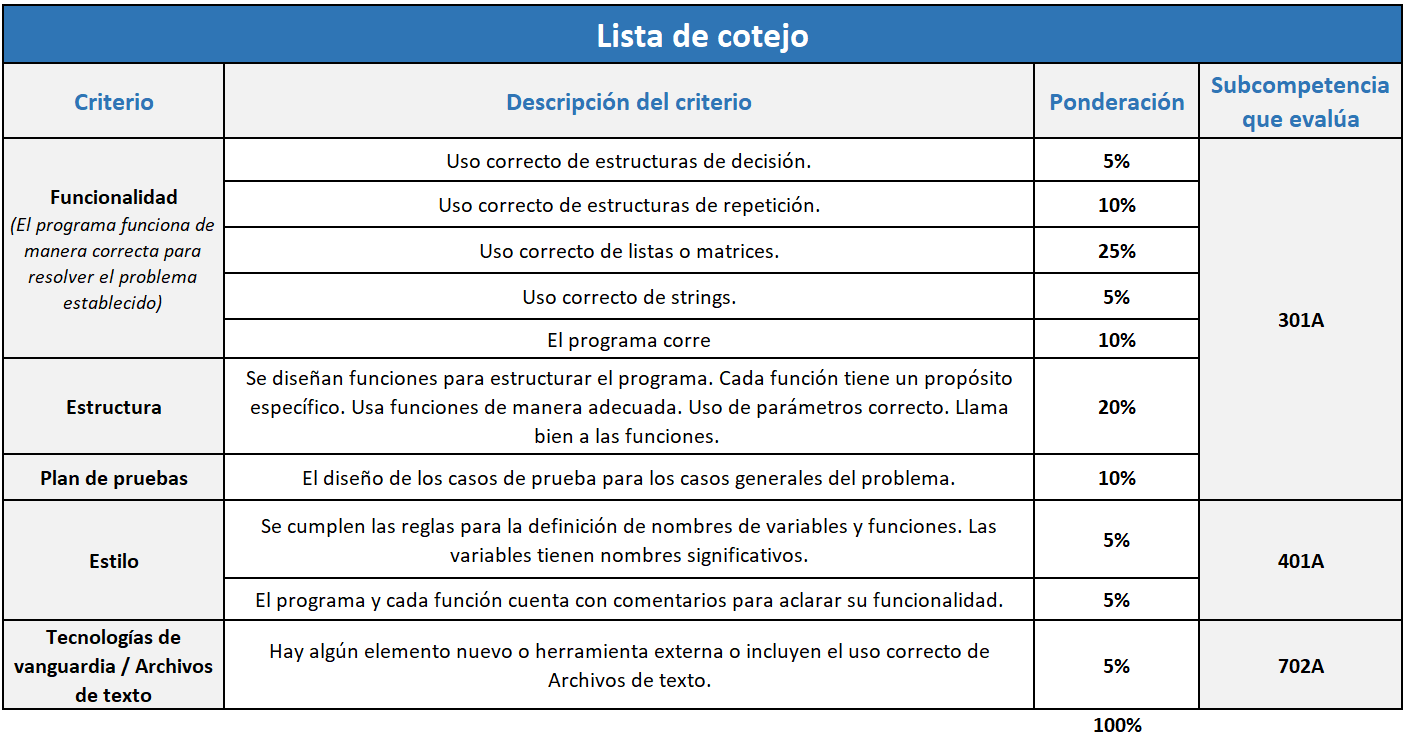 Lista de cotejo
Criterio
Descripción del criterio
Ponderación
Subcompetencia
que evalúa
Funcionalidad
(El programa funciona de
manera correcta para
resolver el problema
establecido)
Uso correcto de estructuras de decisión.
5%
Uso correcto de estructuras de repetición.
10%
Uso correcto de listas o matrices.
25%
Uso correcto de strings.
5%
El programa corre
10%
301A
Estructura
Se diseñan funciones para estructurar el programa. Cada función tiene un propósito
específico. Usa funciones de manera adecuada. Uso de parámetros correcto. Llama
bien a las funciones.
20%
Plan de pruebas
El diseño de los casos de prueba para los casos generales del problema.
10%
Estilo
Se cumplen las reglas para la definición de nombres de variables y funciones. Las
variables tienen nombres significativos.
5%
El programa y cada función cuenta con comentarios para aclarar su funcionalidad.
5%
401A
Tecnologías de
vanguardia / Archivos
de texto
Hay algún elemento nuevo o herramienta externa o incluyen el uso correcto de
Archivos de texto.
5%
702A
100%